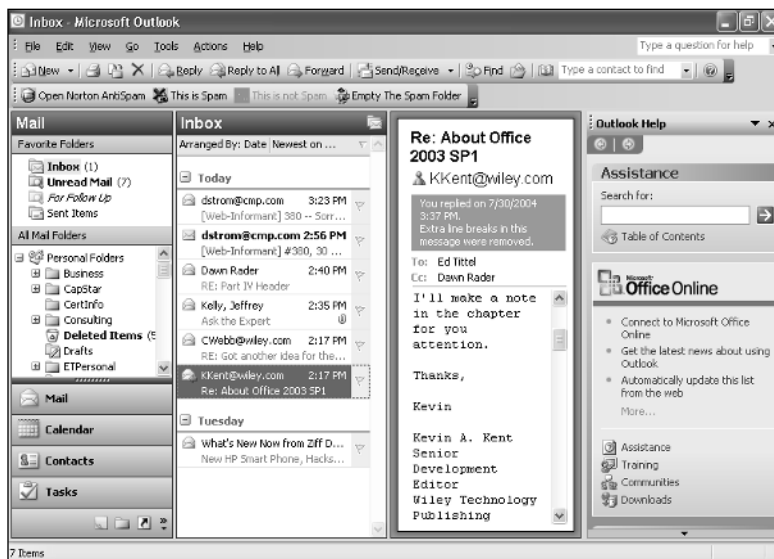 Inbox - Microsoft Outlook
File Edit View Go Tools Actions Help
Type a question for help
New
Reply Reply to All Forward Send/Receive Find Type a contact to find
Open Norton AntiSpam This is Spam This is not Spam Empty The Spam Folder
Mail
Favorite Folders
Inbox (1)
Unread Mail (7)
For Follow Up
Sent Items
All Mail Folders
Personal Folders
Business
CapStar
CertInfo
Consulting
Deleted Items (5
Drafts
ETPersonal
Mail
Calendar
Contacts
Tasks
7 Items
Inbox
Arranged By: Date Newest on ...
Today
dstrom@cmp.com 3:23 PM
[Web-Informant] 380 -- Sorr...
dstrom@cmp.com 2:56 PM
[Web-Informant] #380, 30 ...
Dawn Rader 2:40 PM
RE: Part IV Header
Kelly, Jeffrey 2:35 PM
Ask the Expert
CWebb@wiley.com 2:17 PM
RE: Got another idea for the...
KKent@wiley.com 2:17 PM
Re: About Office 2003 SP1
Tuesday
What's New Now from Ziff D...
New HP Smart Phone, Hacks...
Re: About Office
2003 SP1
KKent@wiley.com
You replied on 7/30/2004
3:37 PM.
Extra line breaks in this
message were removed.
To: Ed Tittel
Cc: Dawn Rader
I'll make a note
in the chapter
for you
attention.
Thanks,
Kevin
Kevin A. Kent
Senior
Development
Editor
Wiley Technology
Publishing
Outlook Help
Assistance
Search for:
Table of Contents
Microsoft
Office Online
Connect to Microsoft Office
Online
Get the latest news about using
Outlook
Automatically update this list
from the web
More...
Assistance
Training
Communities
Downloads